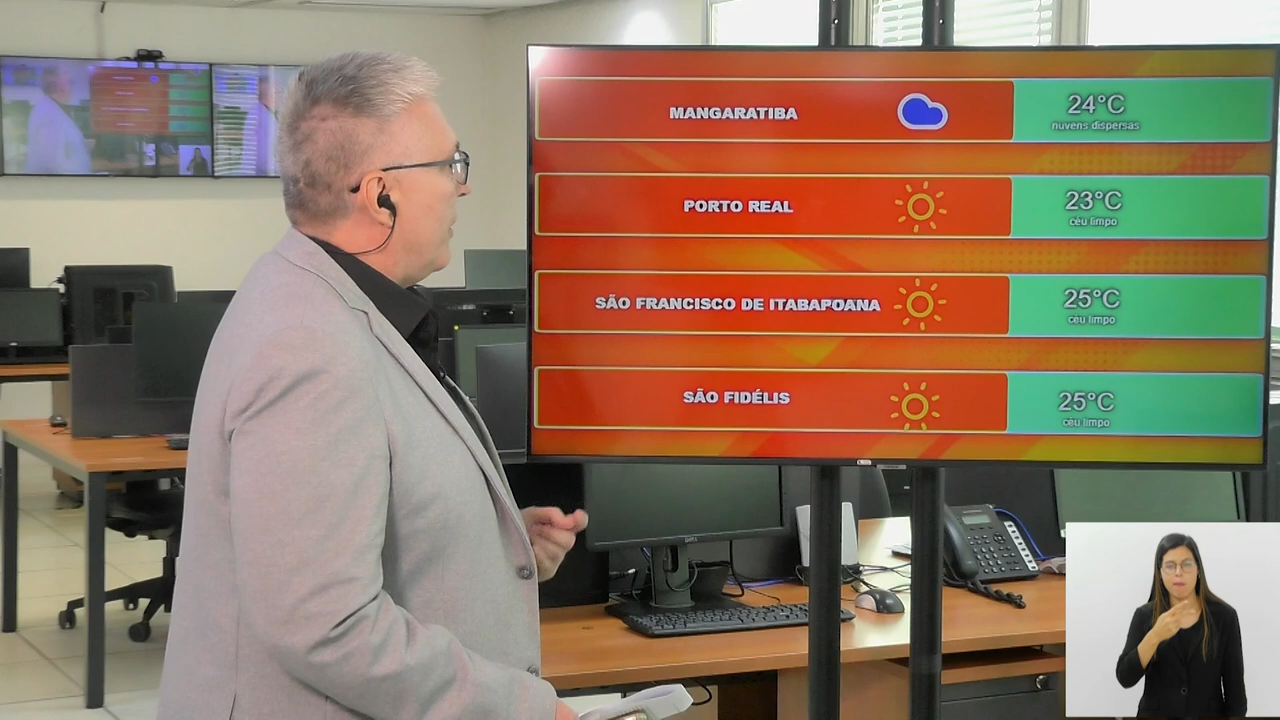 MANGARATIBA
24°C
nuvens dispersas
PORTO REAL
23°C
céu limpo
SÃO FRANCISCO DE ITABAPOANA
25°C
céu limpo
SÃO FIDÉLIS
25°C
céu limpo
DELL